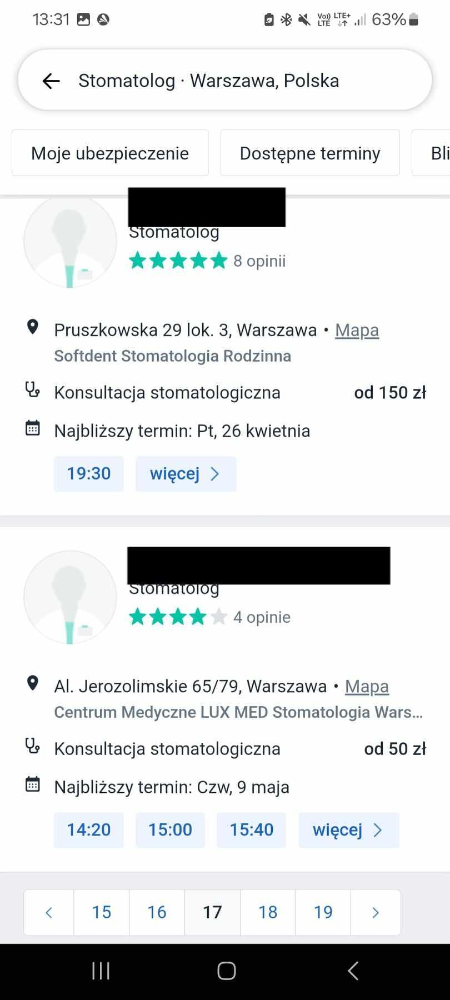 13:31 Vo)) LTE LTE+ 63%
Stomatolog · Warszawa, Polska
Moje ubezpieczenie Dostępne terminy Bli
Stomatolog
8 opinii
Pruszkowska 29 lok. 3, Warszawa • Mapa
Softdent Stomatologia Rodzinna
Konsultacja stomatologiczna od 150 zł
Najbliższy termin: Pt, 26 kwietnia
19:30 więcej
Stomatolog
4 opinie
Al. Jerozolimskie 65/79, Warszawa • Mapa
Centrum Medyczne LUX MED Stomatologia Wars...
Konsultacja stomatologiczna od 50 zł
Najbliższy termin: Czw, 9 maja
14:20 15:00 15:40 więcej
15 16 17 18 19